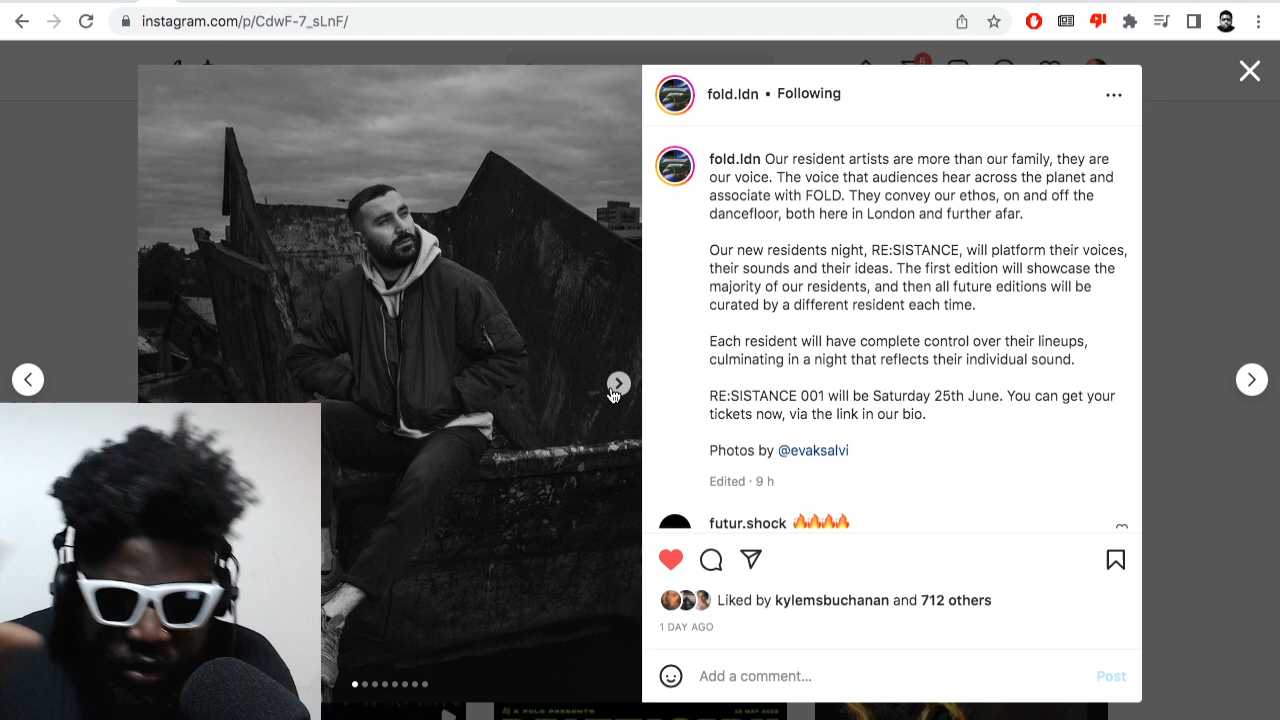 instagram.com/p/CdwF-7_sLnF/
fold.ldn • Following
fold.ldn Our resident artists are more than our family, they are
our voice. The voice that audiences hear across the planet and
associate with FOLD. They convey our ethos, on and off the
dancefloor, both here in London and further afar.
Our new residents night, RE:SISTANCE, will platform their voices,
their sounds and their ideas. The first edition will showcase the
majority of our residents, and then all future editions will be
curated by a different resident each time.
Each resident will have complete control over their lineups,
culminating in a night that reflects their individual sound.
RE:SISTANCE 001 will be Saturday 25th June. You can get your
tickets now, via the link in our bio.
Photos by @evaksalvi
Edited · 9 h
futur.shock 🔥🔥🔥🔥
Liked by kylemsbuchanan and 712 others
1 DAY AGO
Add a comment...
Post
X FOLD PRESENTS